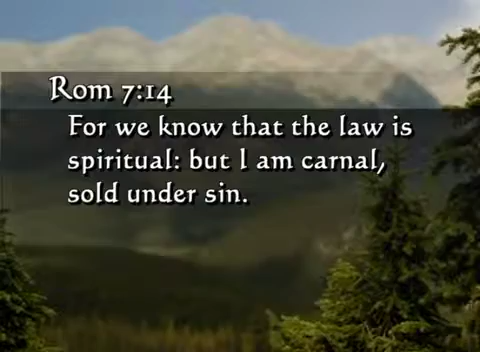 Rom 7:14
For we know that the law is
spiritual: but I am carnal,
sold under sin.